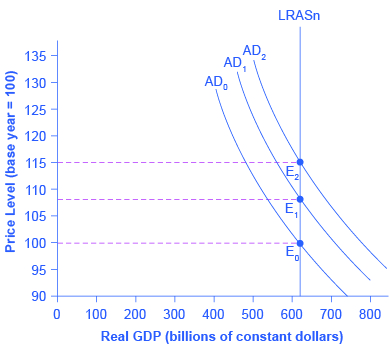 LRASn
AD₂
AD₁
AD₀
Price Level (base year = 100)
135
130
125
120
115
110
105
100
95
90
E₂
E₁
E₀
0 100 200 300 400 500 600 700 800
Real GDP (billions of constant dollars)